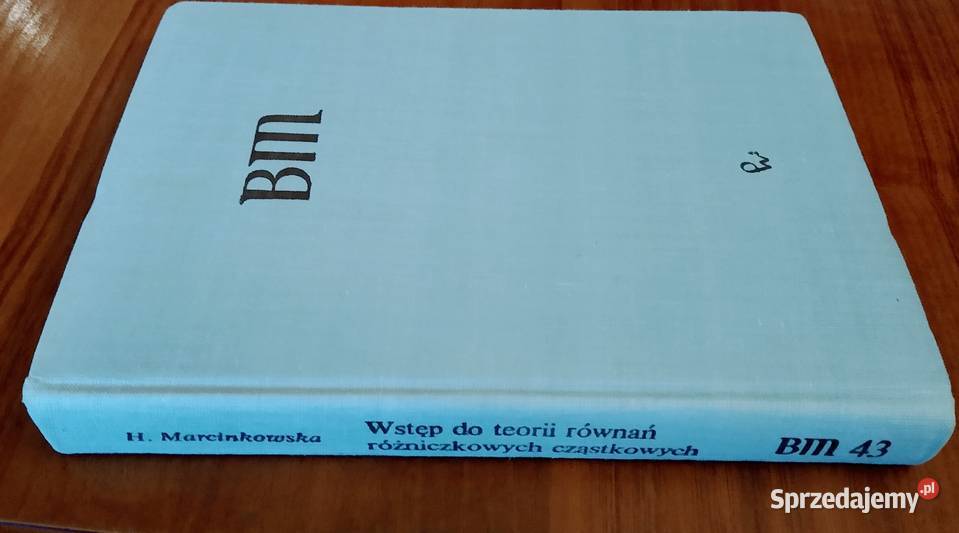 BM
H. Marcinkowska
Wstęp do teorii równań
różniczkowych cząstkowych
BM 43
Sprzedajemy.pl